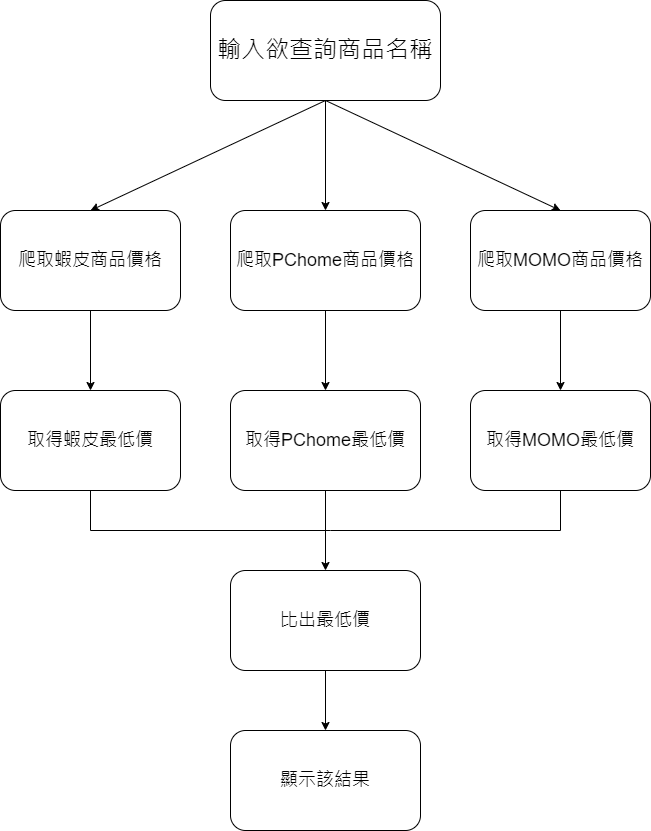 輸入欲查詢商品名稱
爬取蝦皮商品價格
爬取PChome商品價格
爬取MOMO商品價格
取得蝦皮最低價
取得PChome最低價
取得MOMO最低價
比出最低價
顯示該結果